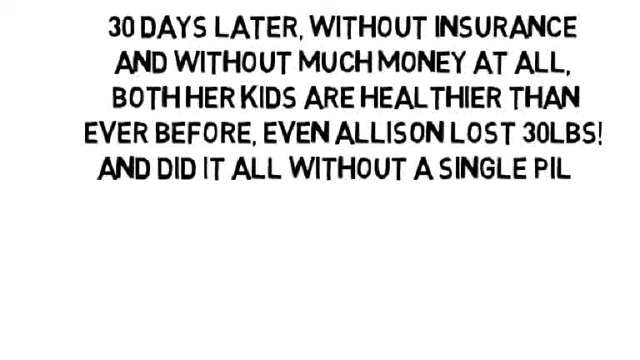 30 DAYS LATER, WITHOUT INSURANCE
AND WITHOUT MUCH MONEY AT ALL,
BOTH HER KIDS ARE HEALTHIER THAN
EVER BEFORE, EVEN ALLISON LOST 30LBS!
AND DID IT ALL WITHOUT A SINGLE PIL